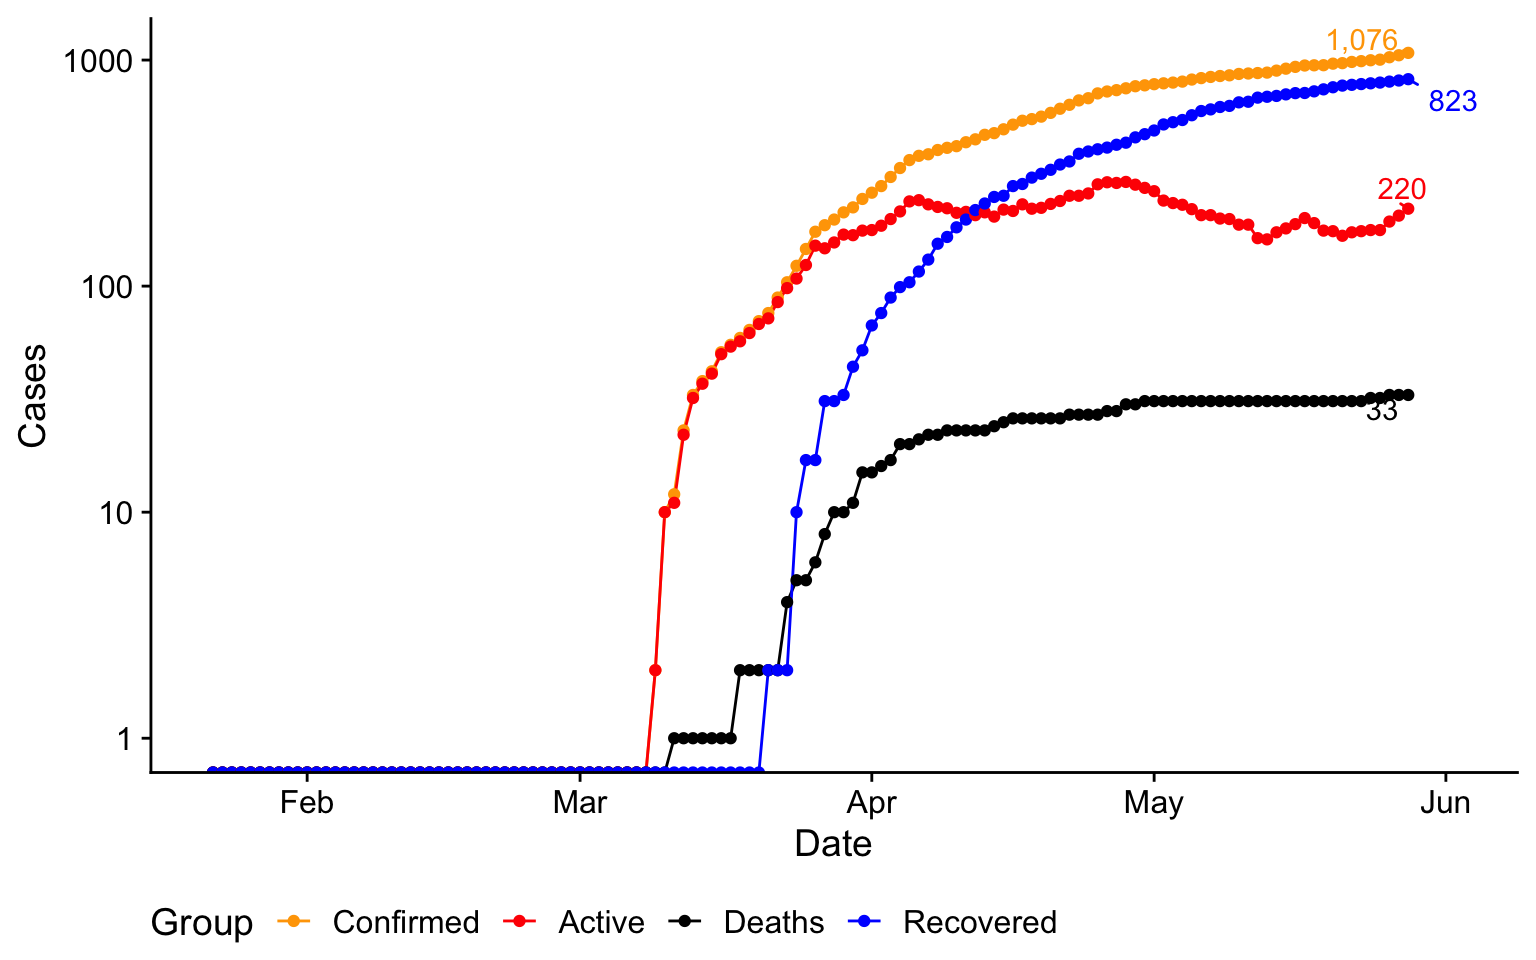 1,076
1000
823
220
100
Cases
33
10
1
Feb Mar Apr May Jun
Date
Group Confirmed Active Deaths Recovered